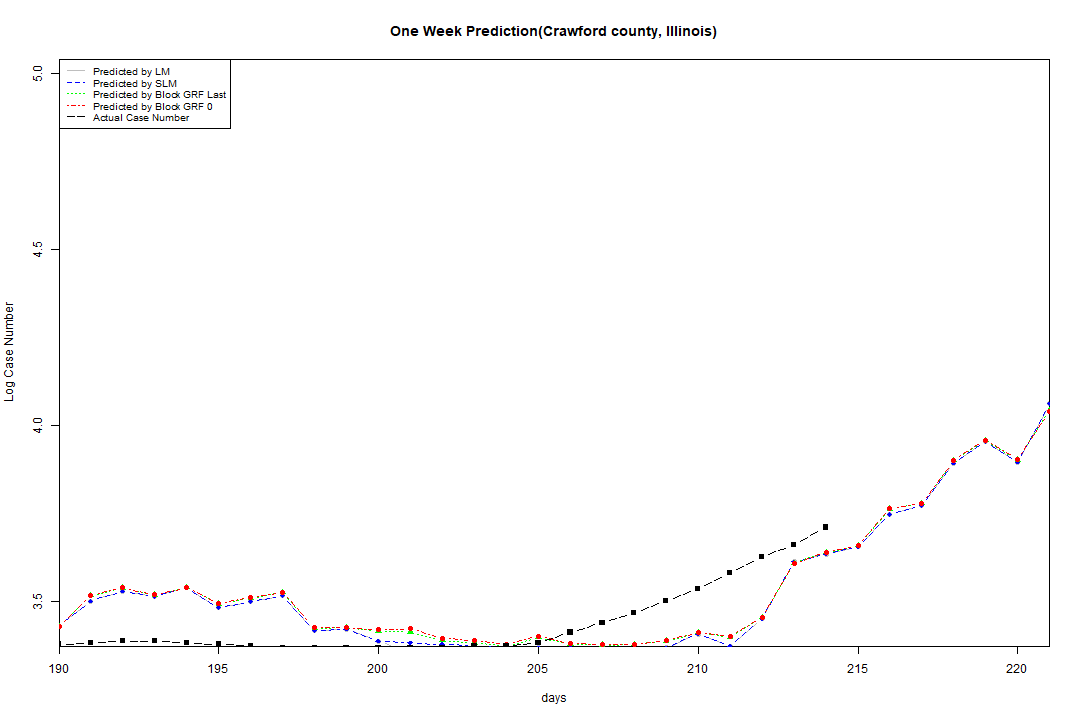 One Week Prediction(Crawford county, Illinois)
5.0
4.5
4.0
3.5
Log Case Number
Predicted by LM
Predicted by SLM
Predicted by Block GRF Last
Predicted by Block GRF 0
Actual Case Number
190 195 200 205 210 215 220
days